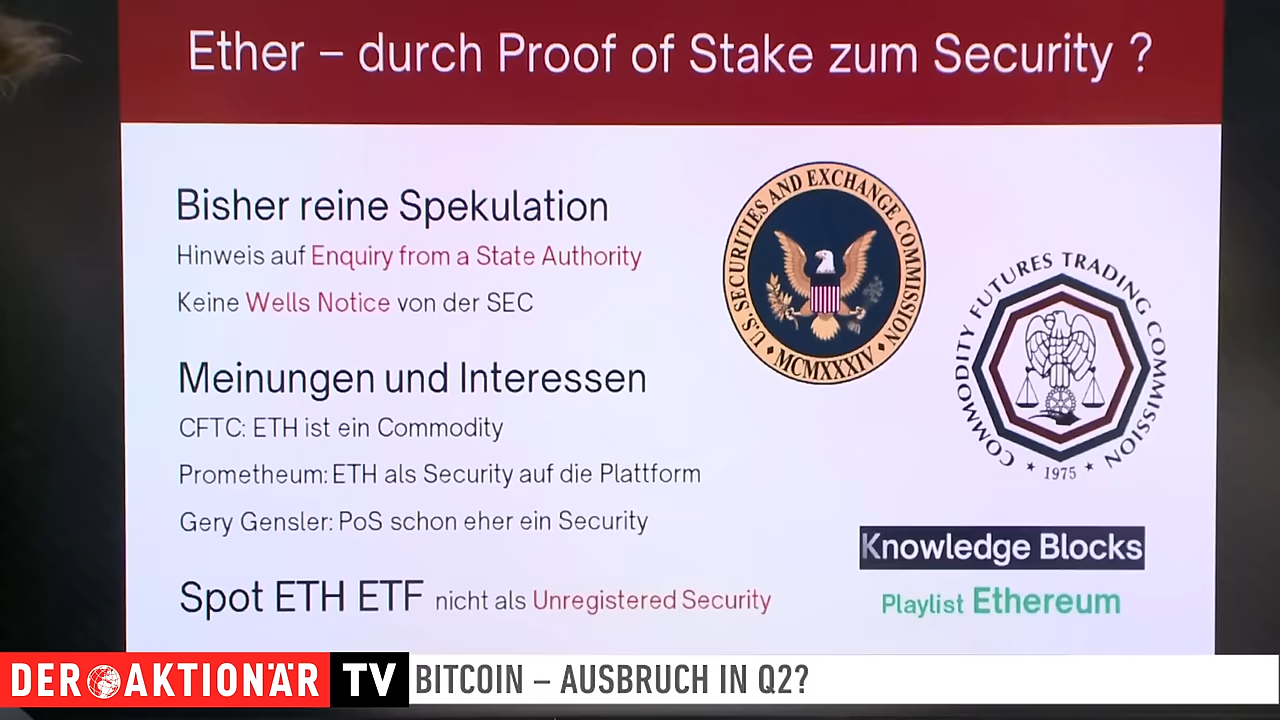 Ether – durch Proof of Stake zum Security ?
Bisher reine Spekulation
Hinweis auf Enquiry from a State Authority
Keine Wells Notice von der SEC
Meinungen und Interessen
CFTC: ETH ist ein Commodity
Prometheum: ETH als Security auf die Plattform
Gery Gensler: PoS schon eher ein Security
Spot ETH ETF nicht als Unregistered Security
U.S. SECURITIES AND EXCHANGE COMMISSION
MCMXXXIV
COMMODITY FUTURES TRADING COMMISSION
1975
Knowledge Blocks
Playlist Ethereum
DER AKTIONÄR TV
BITCOIN – AUSBRUCH IN Q2?